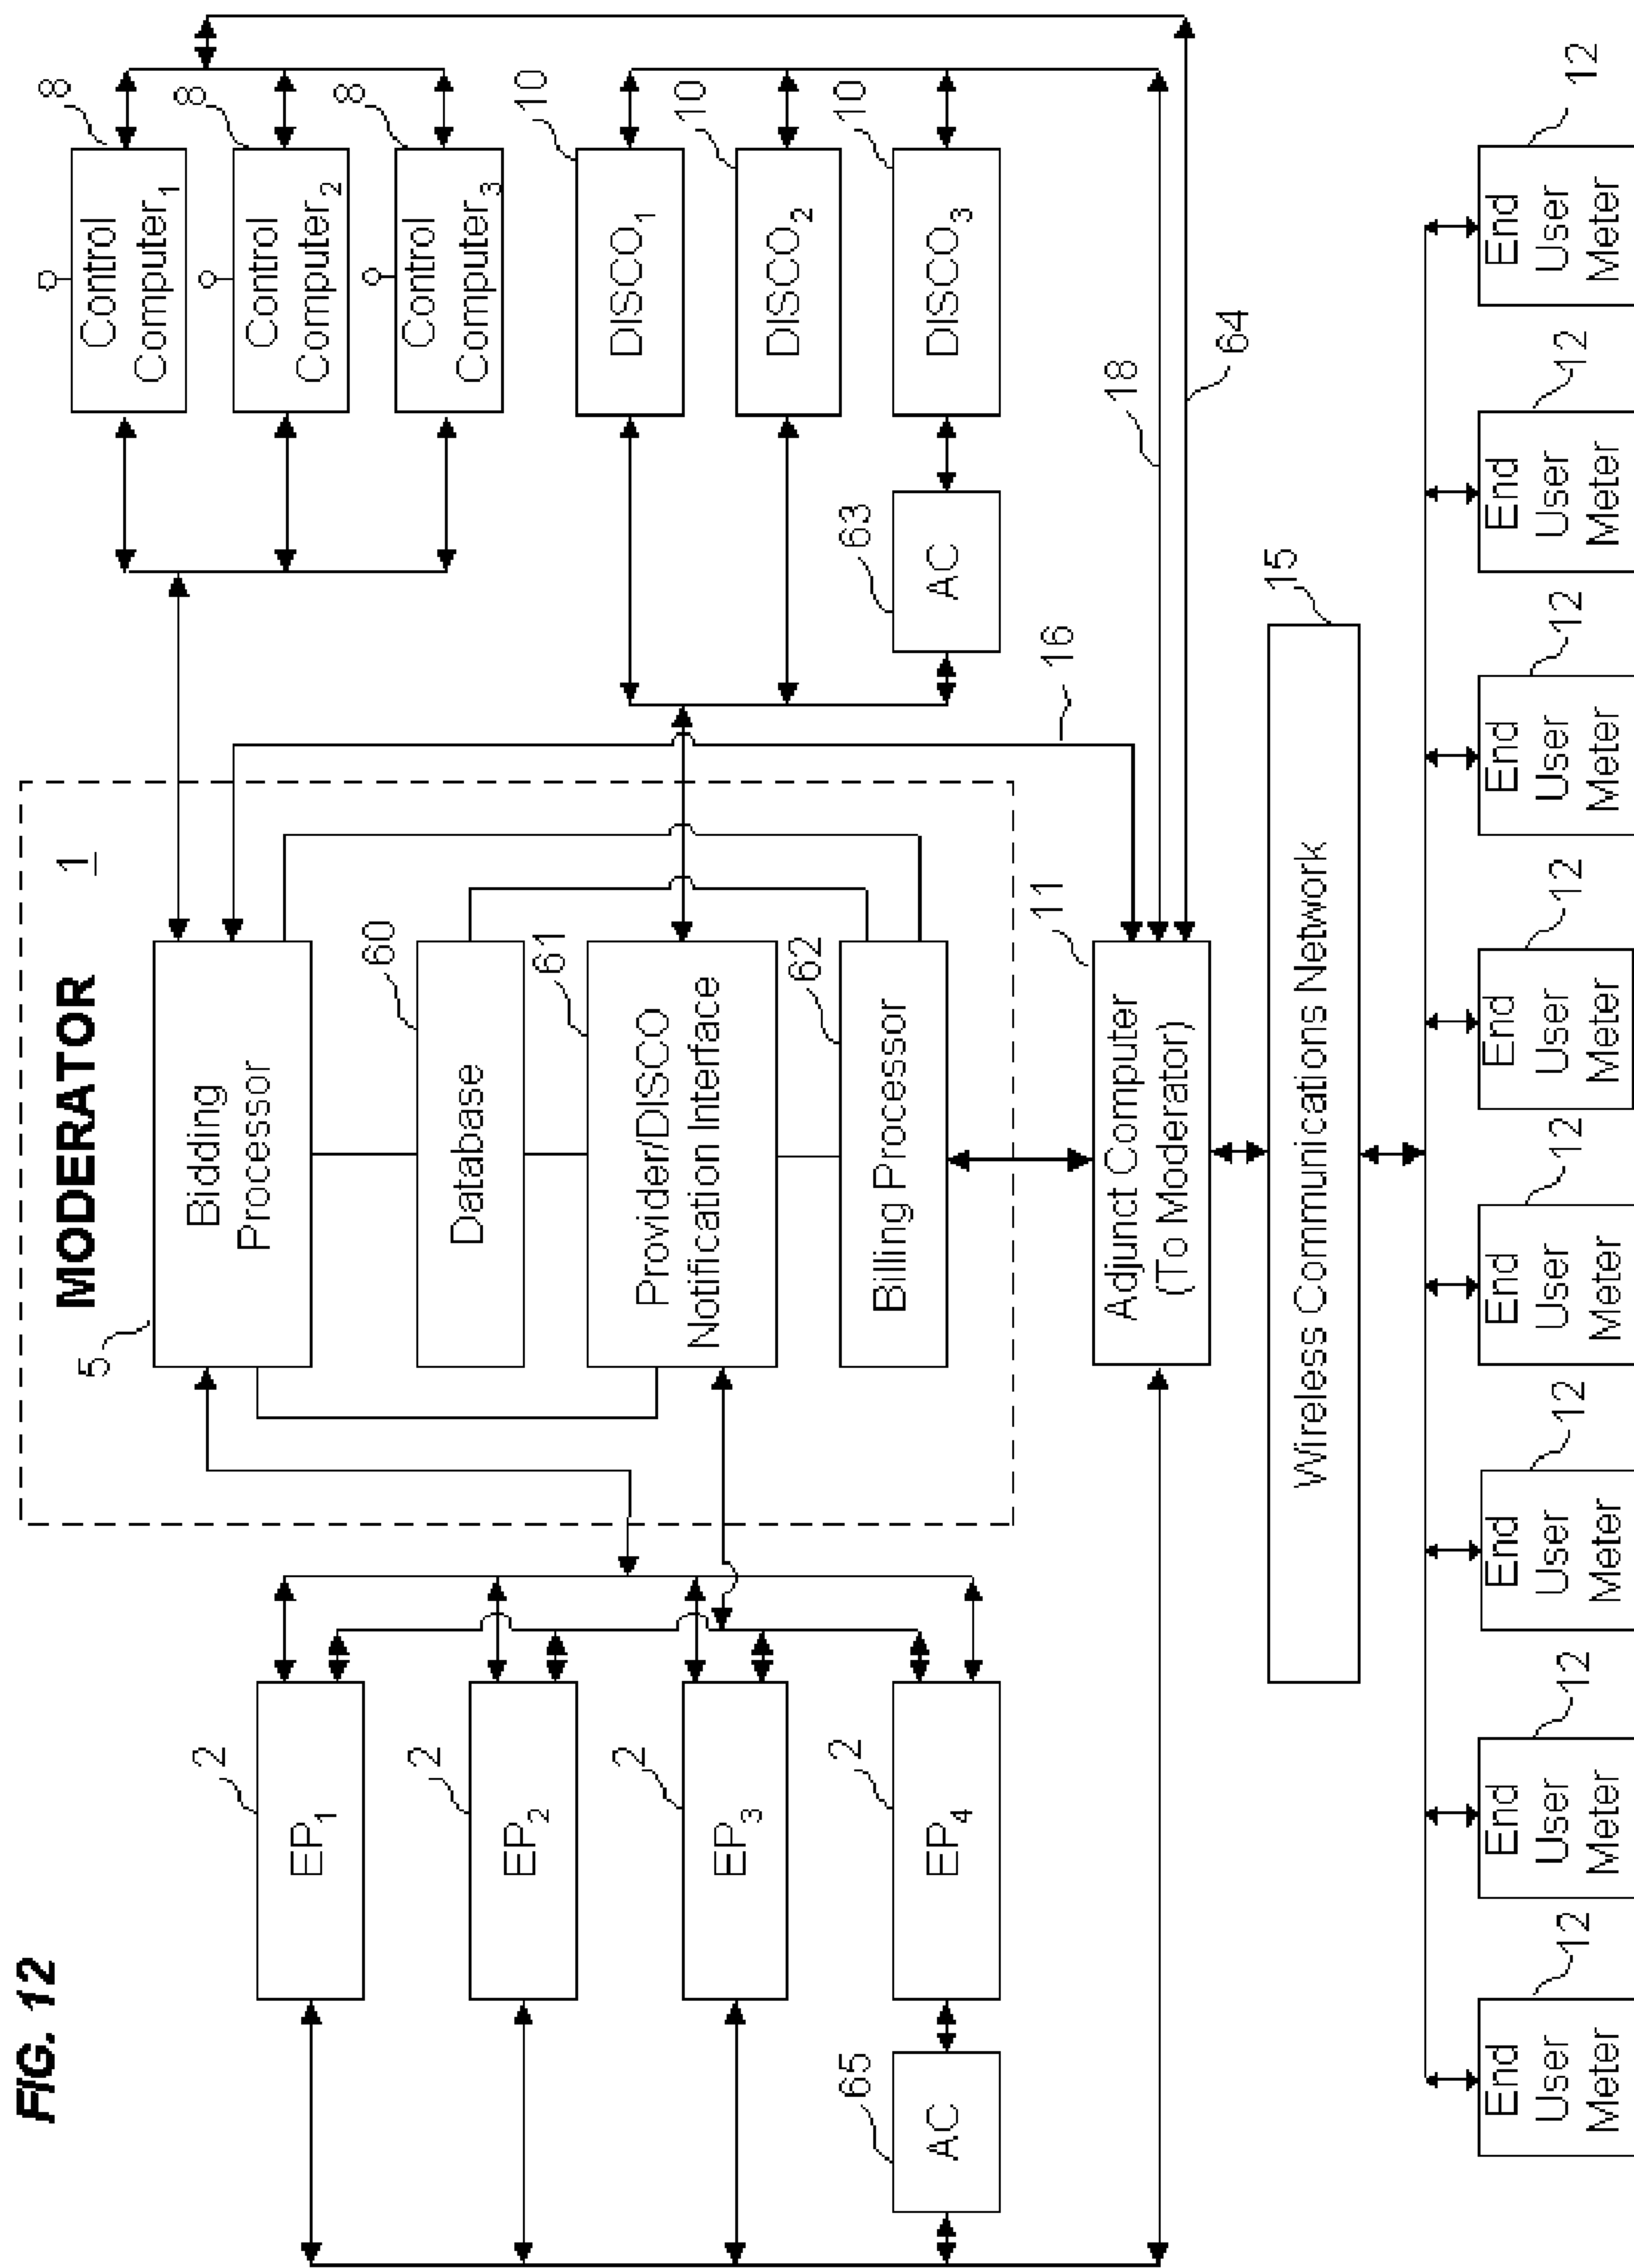 FIG. 12
MODERATOR
1
5
Bidding
Processor
60
Database
61
Provider/DISCO
Notification Interface
62
Billing Processor
2
EP1
2
EP2
2
EP3
2
EP4
65
AC
8
Control
Computer1
8
Control
Computer2
8
Control
Computer3
10
DISCO1
10
DISCO2
10
DISCO3
63
AC
16
18
64
11
Adjunct Computer
(To Moderator)
15
Wireless Communications Network
12
End
User
Meter
12
End
User
Meter
12
End
User
Meter
12
End
User
Meter
12
End
User
Meter
12
End
User
Meter
12
End
User
Meter
12
End
User
Meter